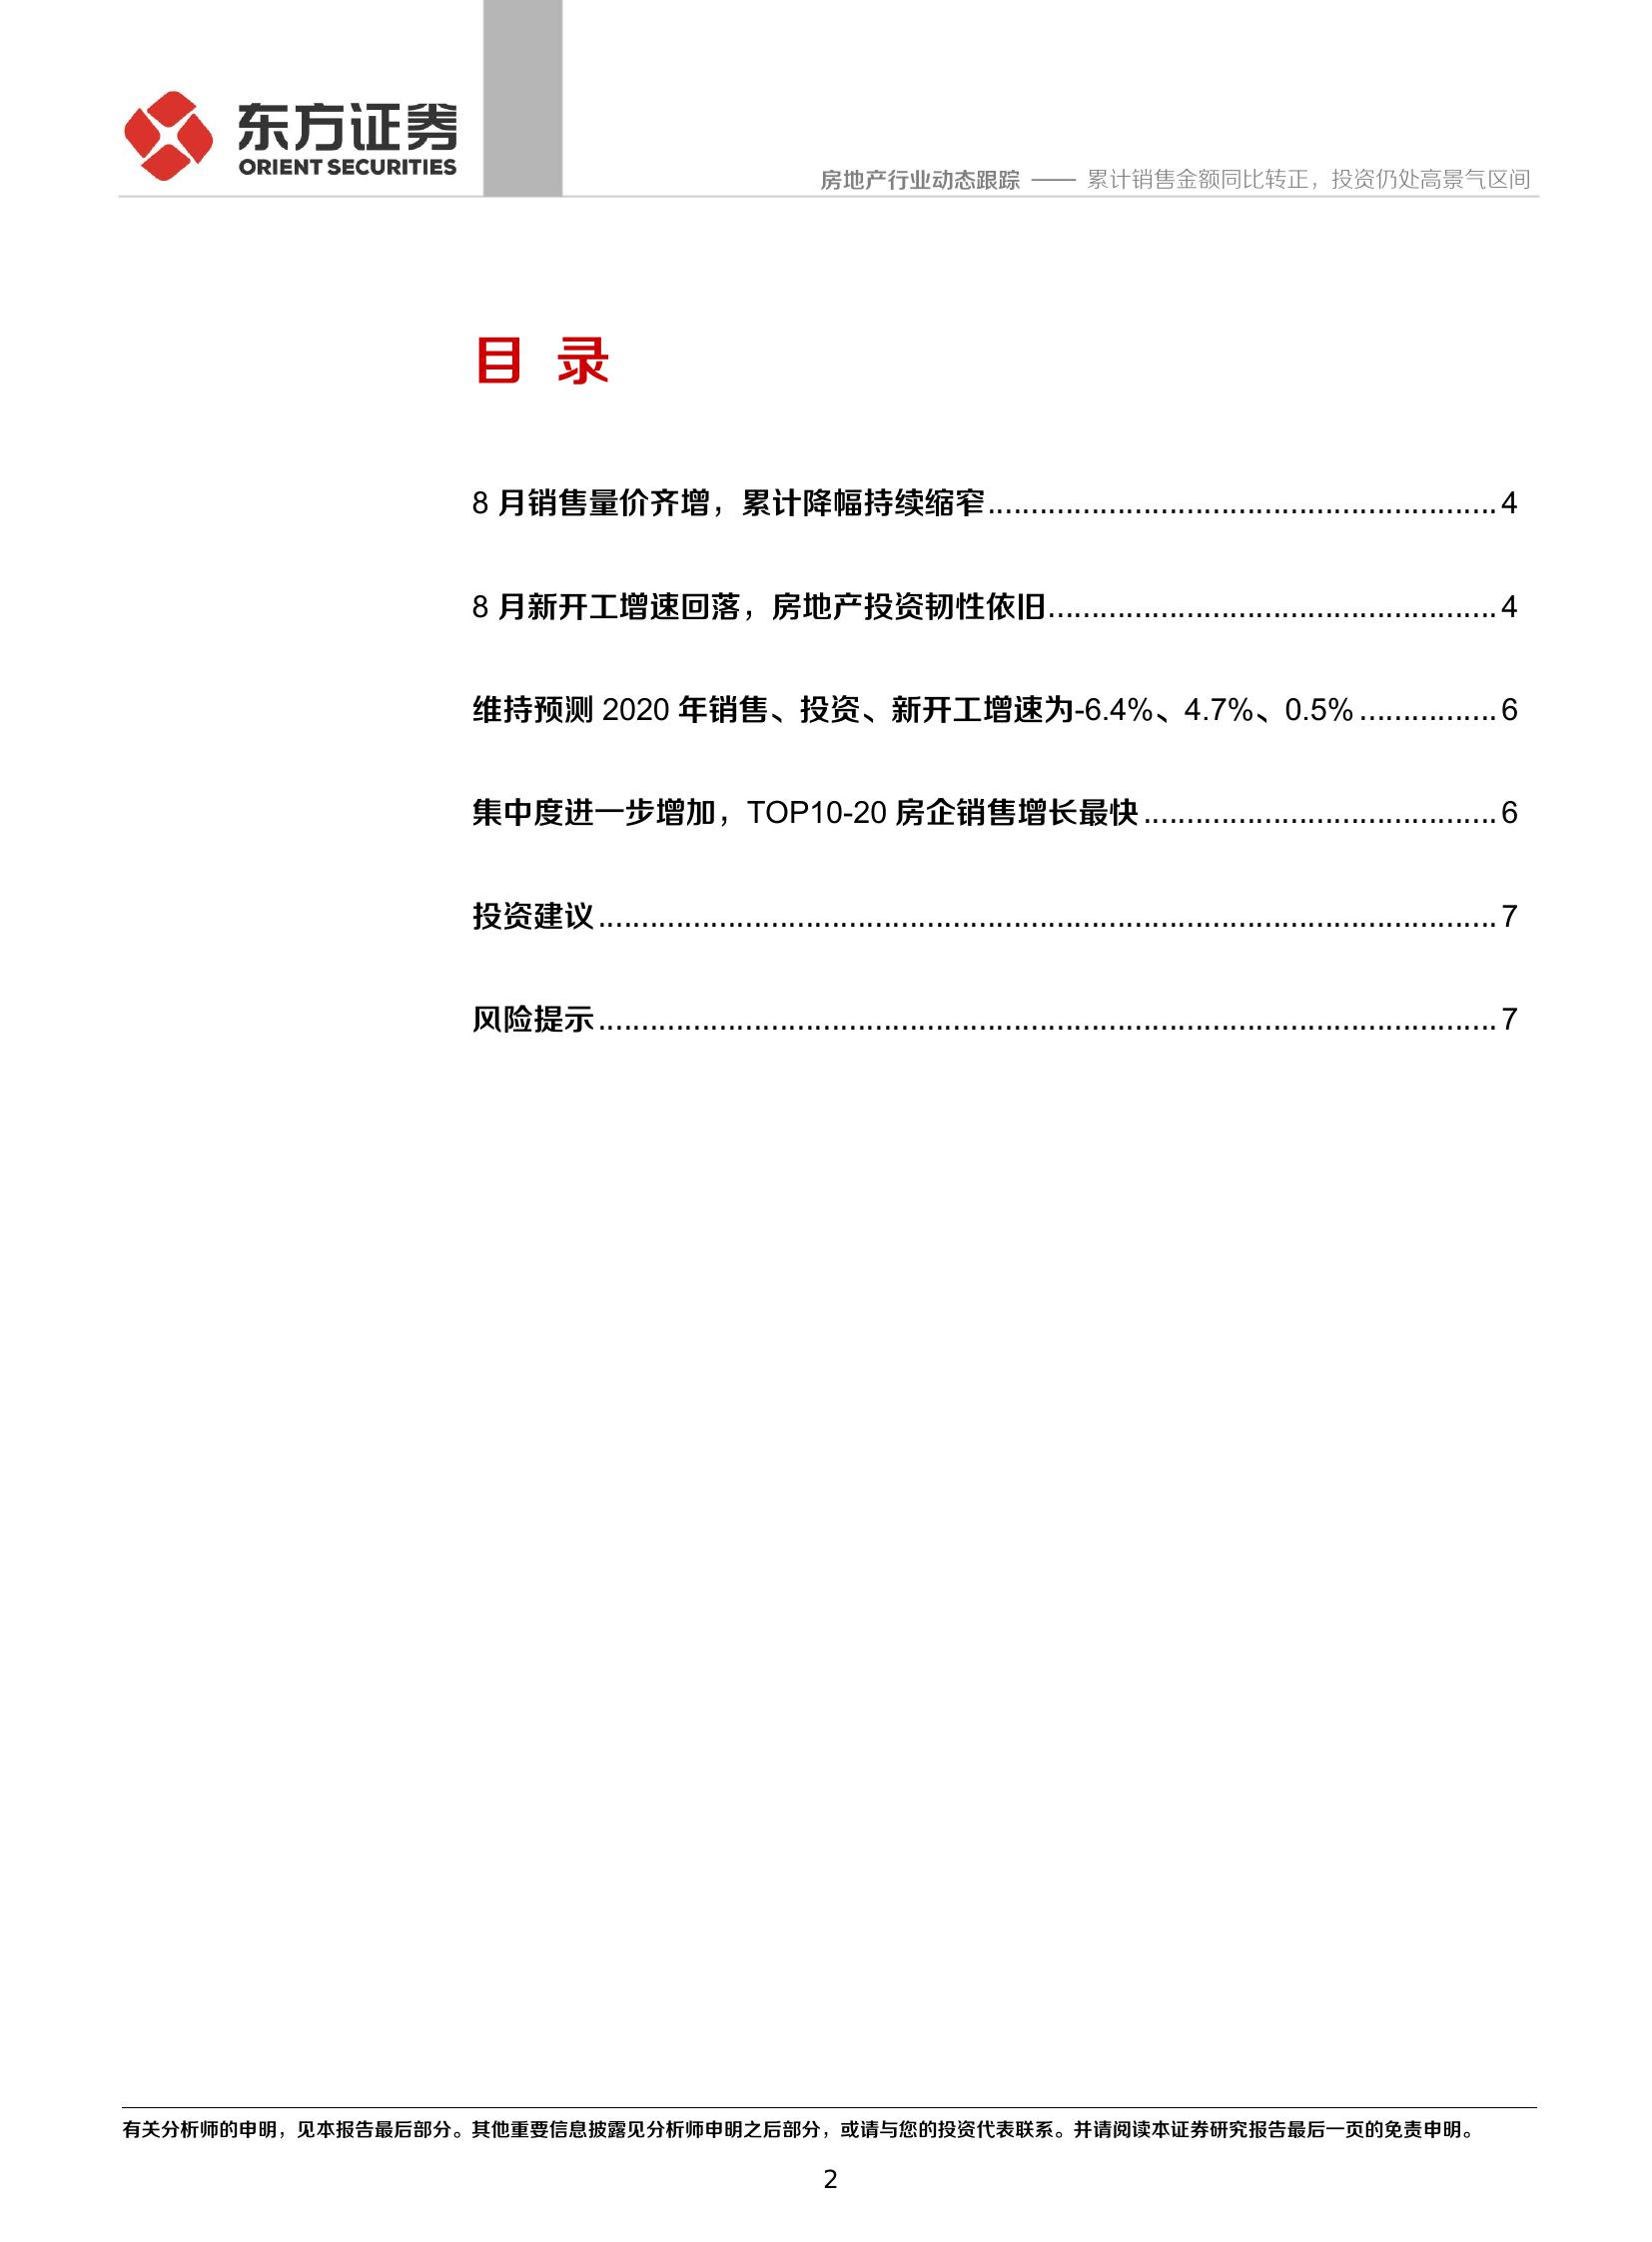 东方证券
ORIENT SECURITIES
房地产行业动态跟踪 —— 累计销售金额同比转正，投资仍处高景气区间
目 录
8 月销售量价齐增，累计降幅持续缩窄...........................................................4
8 月新开工增速回落，房地产投资韧性依旧....................................................4
维持预测 2020 年销售、投资、新开工增速为-6.4%、4.7%、0.5%................6
集中度进一步增加，TOP10-20 房企销售增长最快.........................................6
投资建议........................................................................................................7
风险提示........................................................................................................7
有关分析师的申明，见本报告最后部分。其他重要信息披露见分析师申明之后部分，或请与您的投资代表联系。并请阅读本证券研究报告最后一页的免责申明。
2